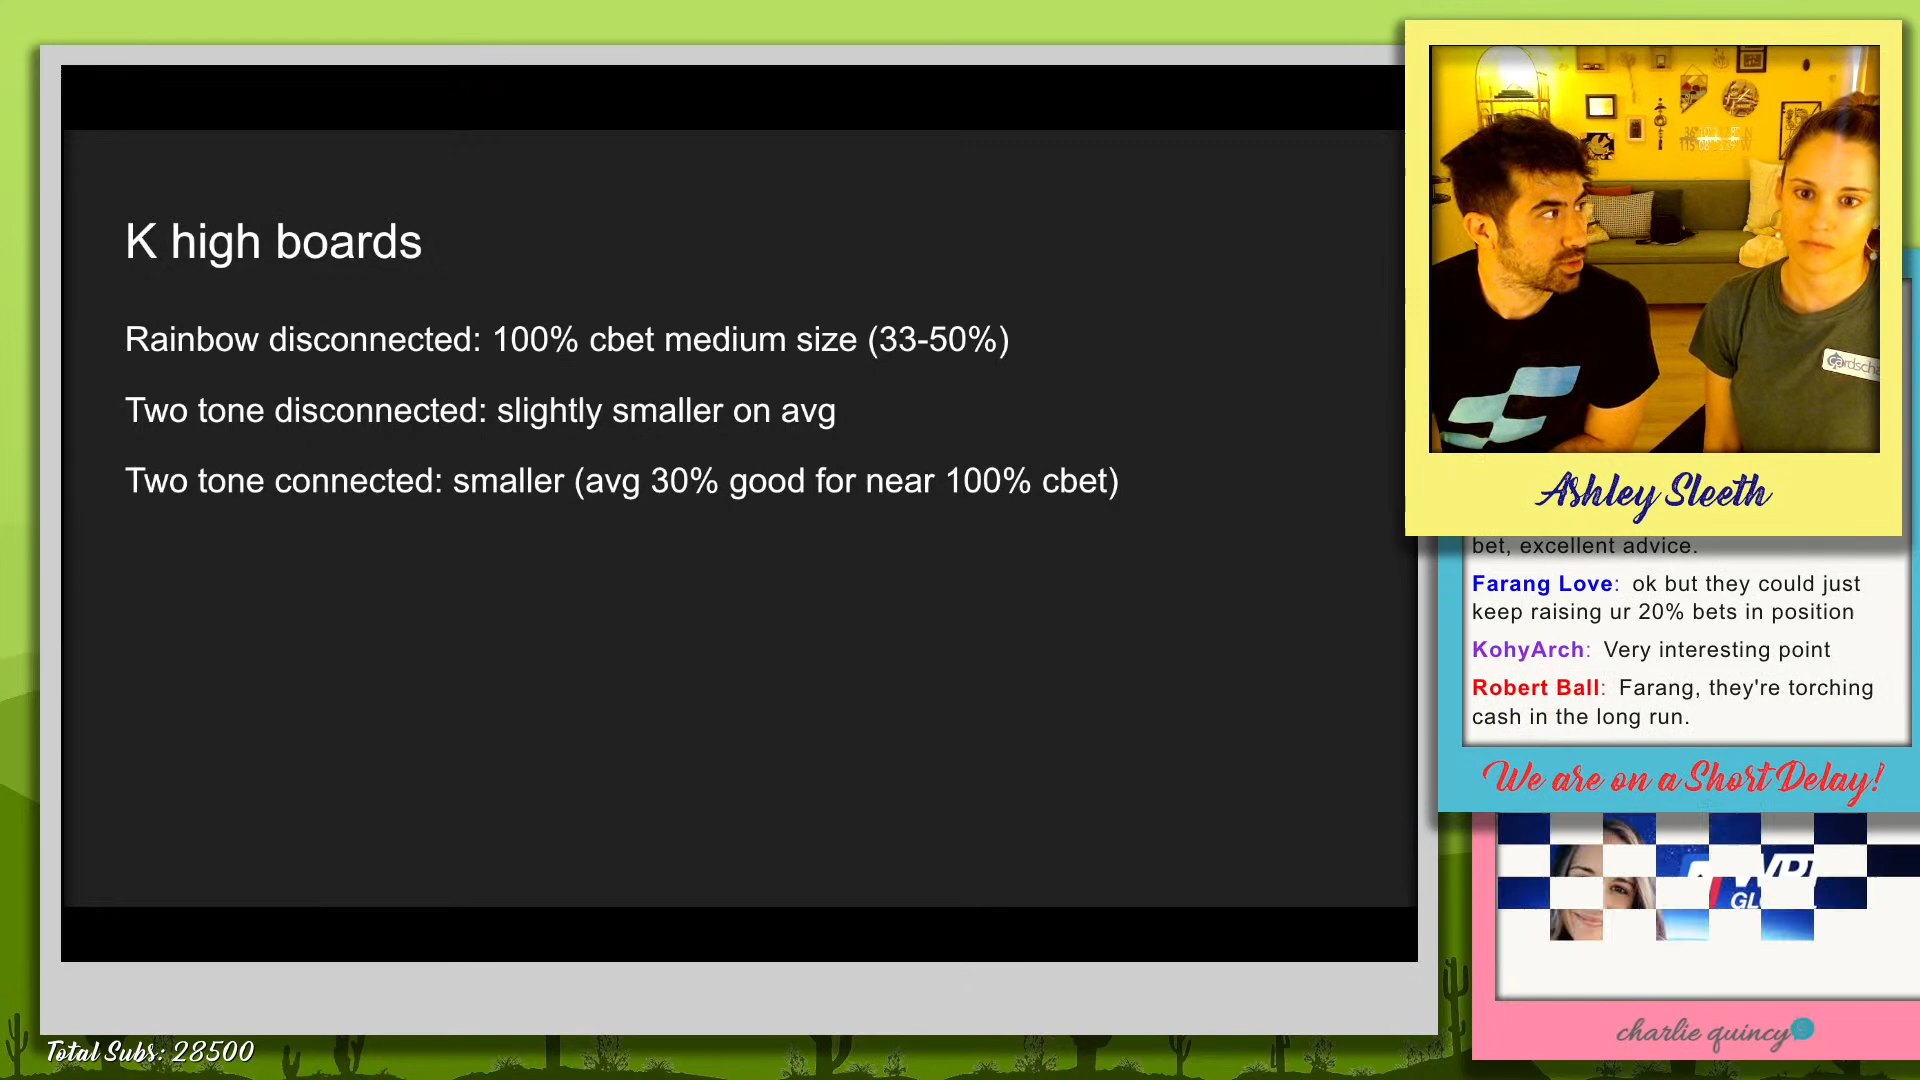 K high boards
Rainbow disconnected: 100% cbet medium size (33-50%)
Two tone disconnected: slightly smaller on avg
Two tone connected: smaller (avg 30% good for near 100% cbet)
Ashley Sleeth
bet, excellent advice.
Farang Love: ok but they could just
keep raising ur 20% bets in position
KohyArch: Very interesting point
Robert Ball: Farang, they're torching
cash in the long run.
We are on a Short Delay!
charlie quincy
Total Subs: 28500